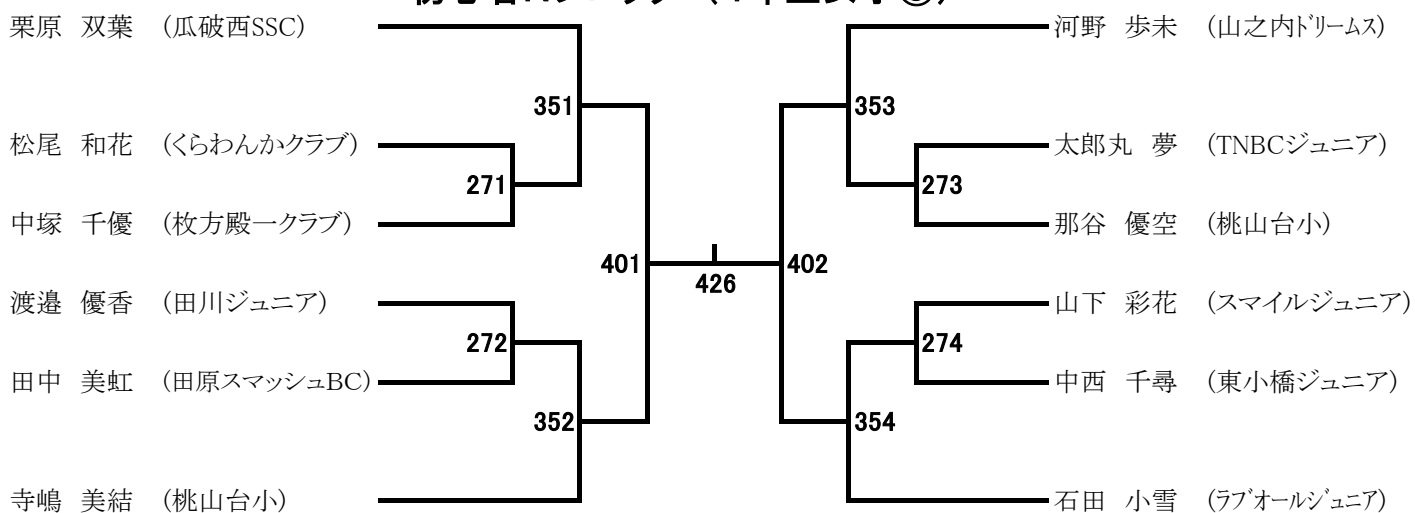 栗原 双葉 (瓜破西SSC)
351
松尾 和花 (くらわんかクラブ)
271
中塚 千優 (枚方殿一クラブ)
401
渡邉 優香 (田川ジュニア)
272
田中 美虹 (田原スマッシュBC)
352
寺嶋 美結 (桃山台小)
426
河野 歩未 (山之内ドリームス)
353
太郎丸 夢 (TNBCジュニア)
273
那谷 優空 (桃山台小)
402
山下 彩花 (スマイルジュニア)
274
中西 千尋 (東小橋ジュニア)
354
石田 小雪 (ラブオールジュニア)